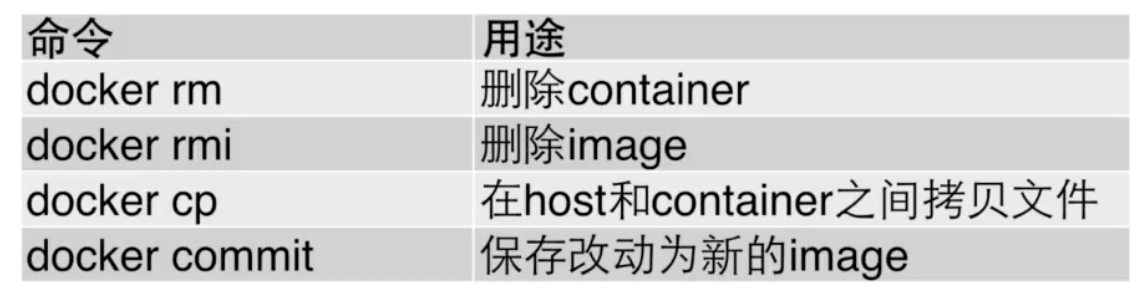 命令 用途
docker rm 删除container
docker rmi 删除image
docker cp 在host和container之间拷贝文件
docker commit 保存改动为新的image